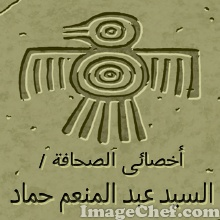 أخصائى الصحافة /
السيد عبد المنعم حماد
ImageChef.com